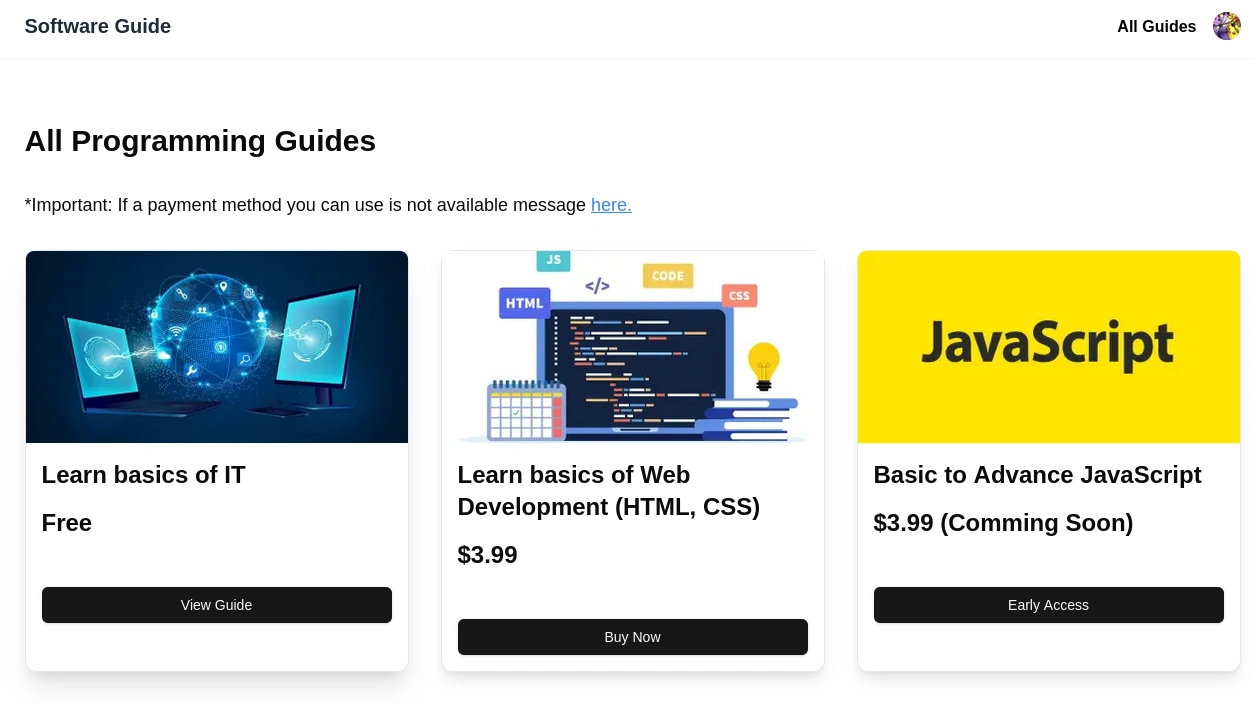 Software Guide
All Guides
All Programming Guides
*Important: If a payment method you can use is not available message here.
JS
</>
CODE
HTML
CSS
JavaScript
Learn basics of IT
Free
View Guide
Learn basics of Web
Development (HTML, CSS)
$3.99
Buy Now
Basic to Advance JavaScript
$3.99 (Comming Soon)
Early Access